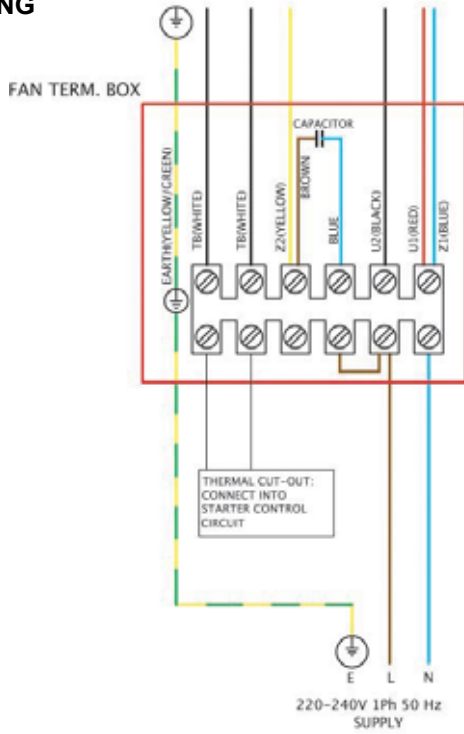 NG
FAN TERM. BOX
CAPACITOR
EARTH(YELLOW/GREEN)
TB(WHITE)
TB(WHITE)
Z2(YELLOW)
BROWN
BLUE
U2(BLACK)
U1(RED)
Z1(BLUE)
THERMAL CUT-OUT:
CONNECT INTO
STARTER CONTROL
CIRCUIT
E L N
220-240V 1Ph 50 Hz
SUPPLY